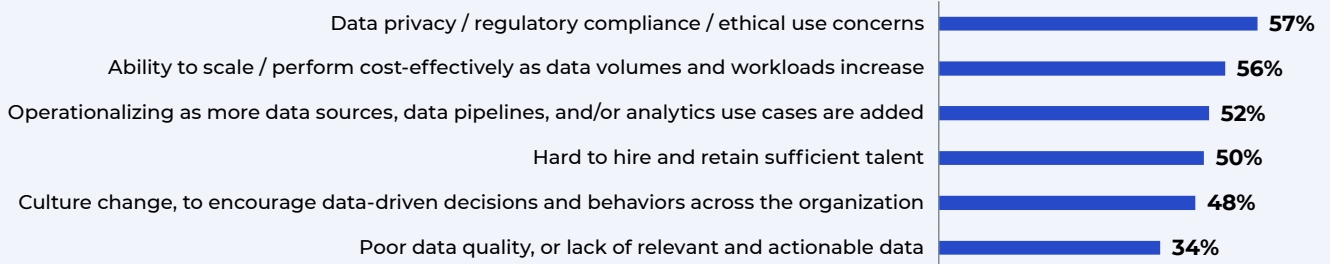 Data privacy / regulatory compliance / ethical use concerns 57%
Ability to scale / perform cost-effectively as data volumes and workloads increase 56%
Operationalizing as more data sources, data pipelines, and/or analytics use cases are added 52%
Hard to hire and retain sufficient talent 50%
Culture change, to encourage data-driven decisions and behaviors across the organization 48%
Poor data quality, or lack of relevant and actionable data 34%